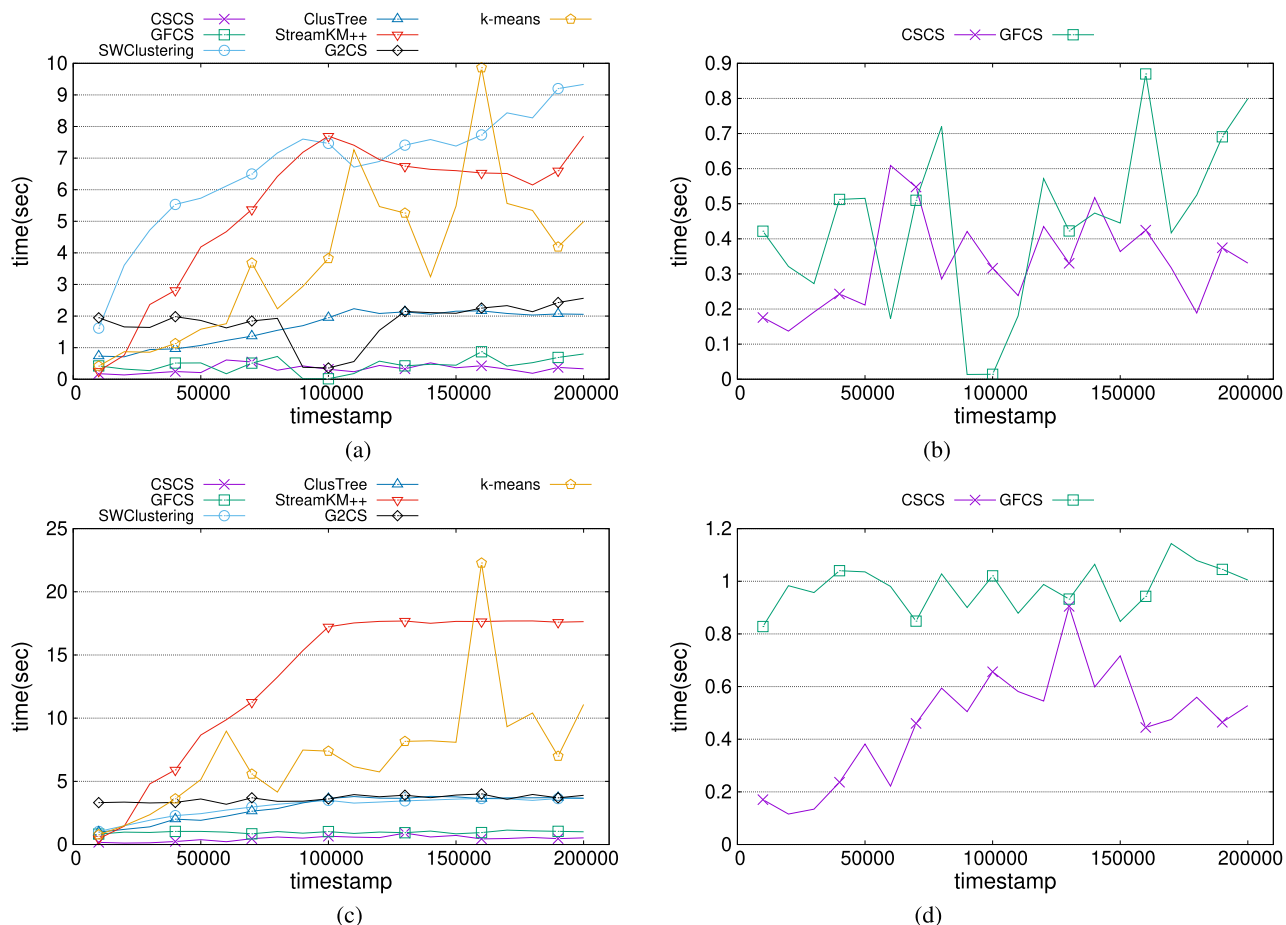 CSCS ClusTree k-means
GFCS StreamKM++
SWClustering G2CS
10
9
8
7
6
5
4
3
2
1
0
time(sec)
0 50000 100000 150000 200000
timestamp
(a)
CSCS GFCS
0.9
0.8
0.7
0.6
0.5
0.4
0.3
0.2
0.1
0
time(sec)
0 50000 100000 150000 200000
timestamp
(b)
CSCS ClusTree k-means
GFCS StreamKM++
SWClustering G2CS
25
20
15
10
5
0
time(sec)
0 50000 100000 150000 200000
timestamp
(c)
CSCS GFCS
1.2
1
0.8
0.6
0.4
0.2
0
time(sec)
0 50000 100000 150000 200000
timestamp
(d)